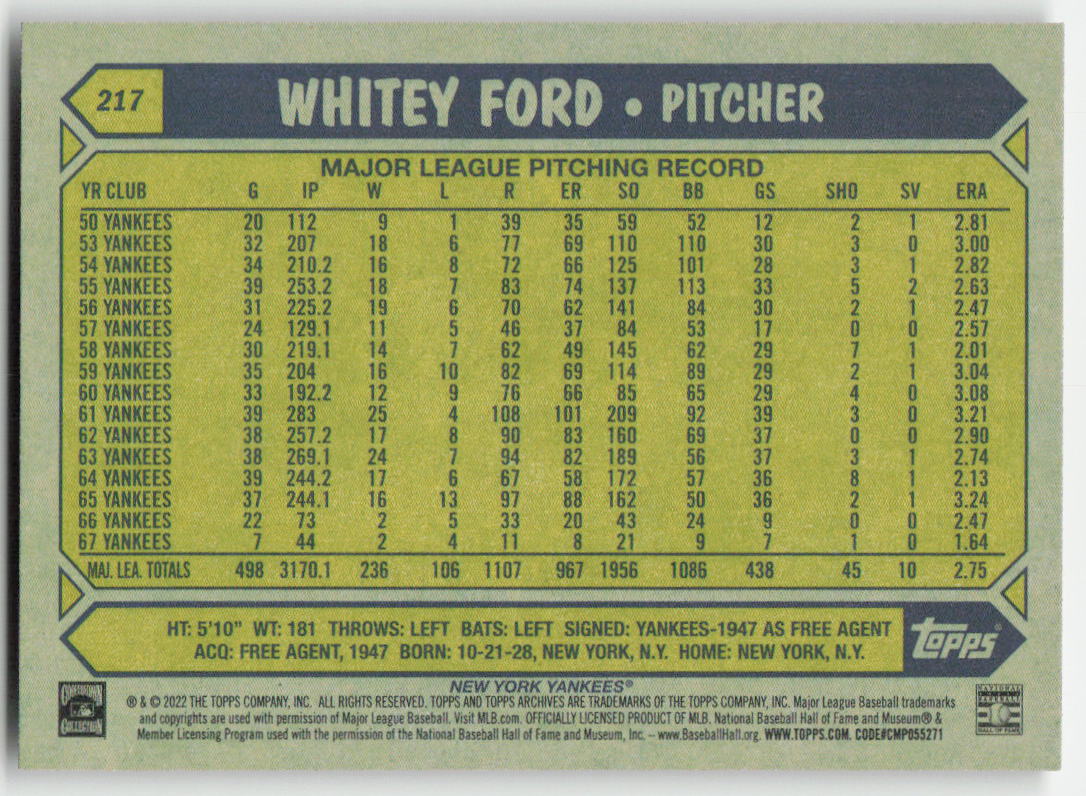 217
WHITEY FORD • PITCHER
MAJOR LEAGUE PITCHING RECORD
YR CLUB G IP W L R ER SO BB GS SHO SV ERA
50 YANKEES 20 112 9 1 39 35 59 52 12 2 1 2.81
53 YANKEES 32 207 18 6 77 69 110 110 30 3 0 3.00
54 YANKEES 34 210.2 16 8 72 66 125 101 28 3 1 2.82
55 YANKEES 39 253.2 18 7 83 74 137 113 33 5 2 2.63
56 YANKEES 31 225.2 19 6 70 62 141 84 30 2 1 2.47
57 YANKEES 24 129.1 11 5 46 37 84 53 17 0 0 2.57
58 YANKEES 30 219.1 14 7 62 49 145 62 29 7 1 2.01
59 YANKEES 35 204 16 10 82 69 114 89 29 2 1 3.04
60 YANKEES 33 192.2 12 9 76 66 85 65 29 4 0 3.08
61 YANKEES 39 283 25 4 108 101 209 92 39 3 0 3.21
62 YANKEES 38 257.2 17 8 90 83 160 69 37 0 0 2.90
63 YANKEES 38 269.1 24 7 94 82 189 56 37 3 1 2.74
64 YANKEES 39 244.2 17 6 67 58 172 57 36 8 1 2.13
65 YANKEES 37 244.1 16 13 97 88 162 50 36 2 1 3.24
66 YANKEES 22 73 2 5 33 20 43 24 9 0 0 2.47
67 YANKEES 7 44 2 4 11 8 21 9 7 1 0 1.64
MAJ. LEA. TOTALS 498 3170.1 236 106 1107 967 1956 1086 438 45 10 2.75
HT: 5'10" WT: 181 THROWS: LEFT BATS: LEFT SIGNED: YANKEES-1947 AS FREE AGENT
ACQ: FREE AGENT, 1947 BORN: 10-21-28, NEW YORK, N.Y. HOME: NEW YORK, N.Y.
Topps®
NEW YORK YANKEES®
® & © 2022 THE TOPPS COMPANY, INC. ALL RIGHTS RESERVED. TOPPS AND TOPPS ARCHIVES ARE TRADEMARKS OF THE TOPPS COMPANY, INC. Major League Baseball trademarks
and copyrights are used with permission of Major League Baseball. Visit MLB.com. OFFICIALLY LICENSED PRODUCT OF MLB. National Baseball Hall of Fame and Museum® &
Member Licensing Program used with the permission of the National Baseball Hall of Fame and Museum, Inc. – www.BaseballHall.org. WWW.TOPPS.COM. CODE#CMP055271
COOPERSTOWN
COLLECTION
NATIONAL
BASEBALL
HALL OF FAME